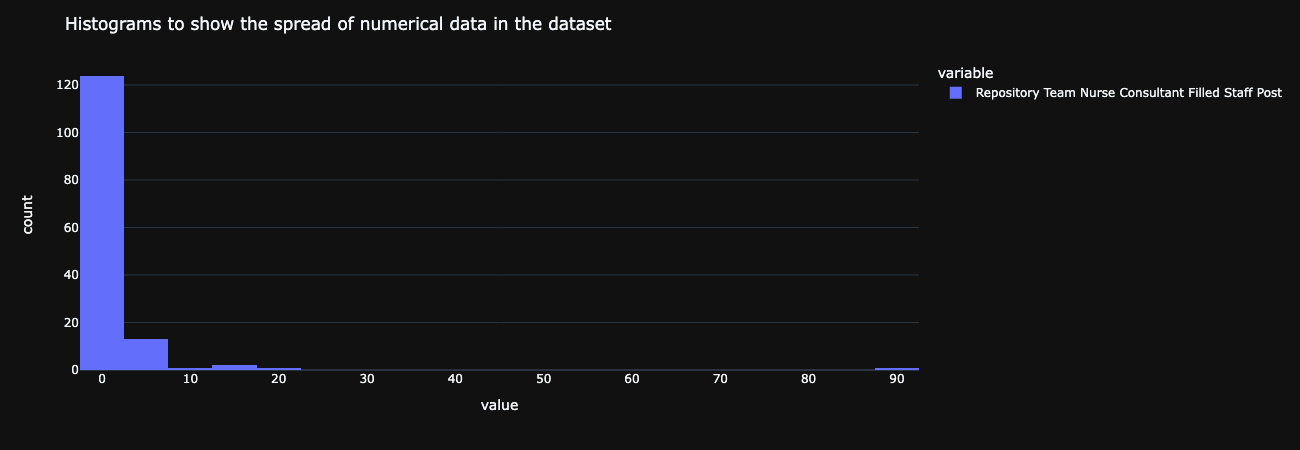 Histograms to show the spread of numerical data in the dataset
variable
Repository Team Nurse Consultant Filled Staff Post
count
120
100
80
60
40
20
0
0 10 20 30 40 50 60 70 80 90
value